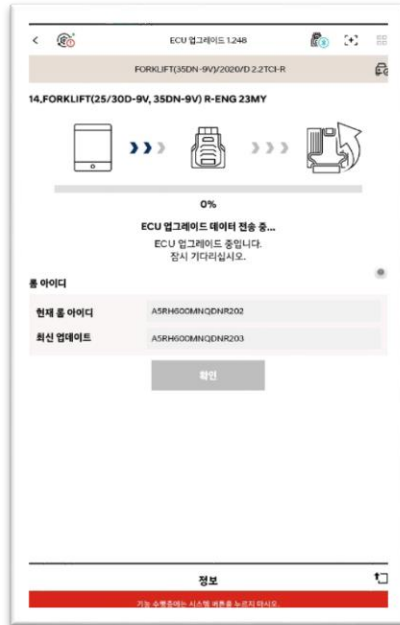 ECU 업그레이드 1.248
FORKLIFT(35DN-9V)/2020/D 2.2TCI-R
14.FORKLIFT(25/30D-9V, 35DN-9V) R-ENG 23MY
0%
ECU 업그레이드 데이터 전송 중...
ECU 업그레이드 중입니다.
잠시 기다리십시오.
롬 아이디
현재 롬 아이디 A5RH600MNQDNR202
최신 업데이트 A5RH600MNQDNR203
확인
정보
기능 수행중에는 시스템 버튼을 누르지 마시오.